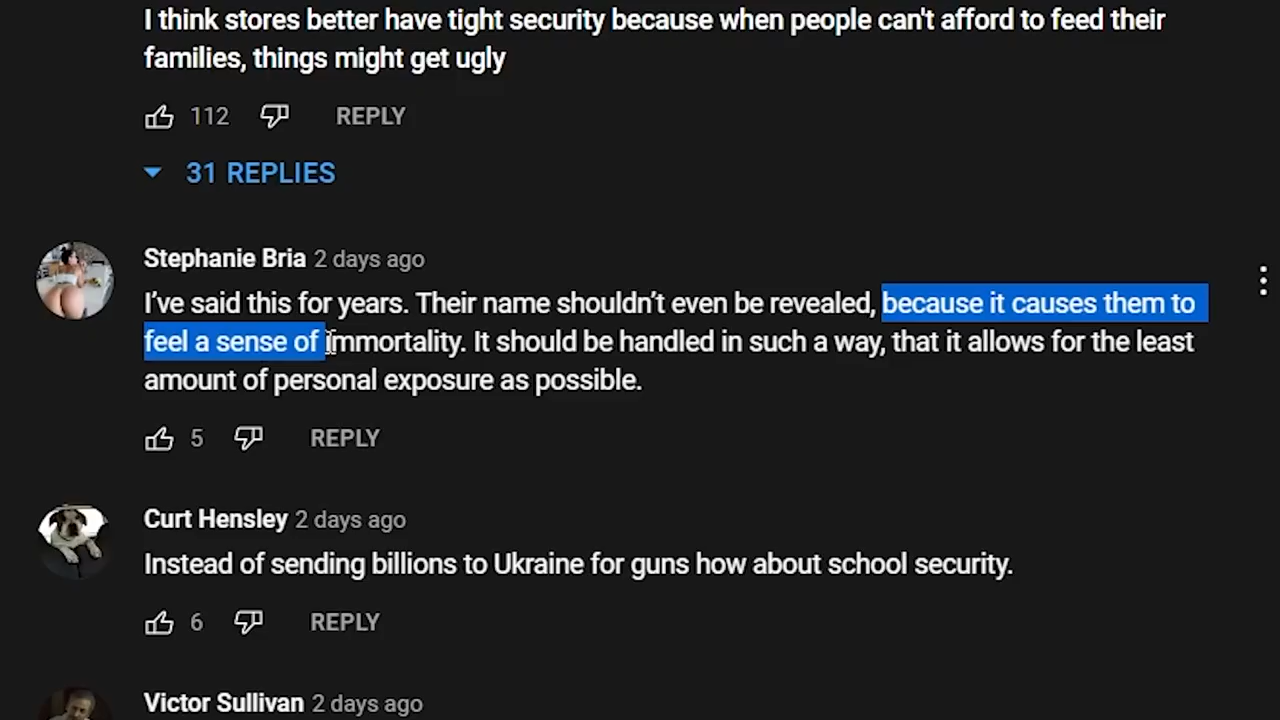 I think stores better have tight security because when people can't afford to feed their
families, things might get ugly
112 REPLY
31 REPLIES
Stephanie Bria 2 days ago
I’ve said this for years. Their name shouldn’t even be revealed, because it causes them to
feel a sense of immortality. It should be handled in such a way, that it allows for the least
amount of personal exposure as possible.
5 REPLY
Curt Hensley 2 days ago
Instead of sending billions to Ukraine for guns how about school security.
6 REPLY
Victor Sullivan 2 days ago